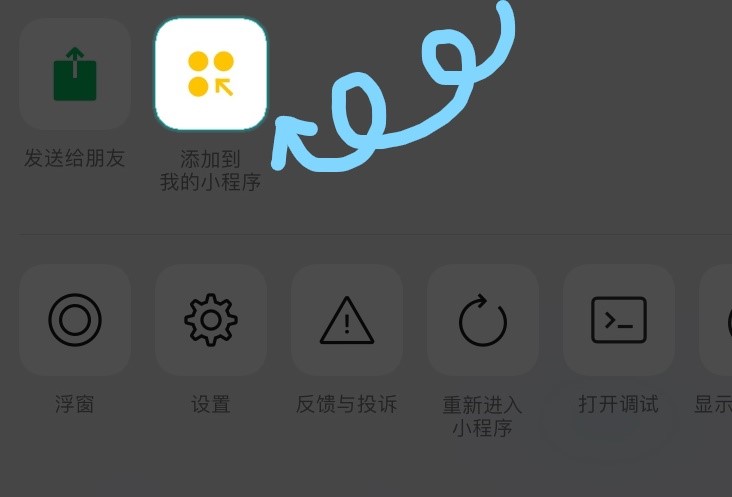 发送给朋友
添加到
我的小程序
浮窗
设置
反馈与投诉
重新进入
小程序
打开调试
显示